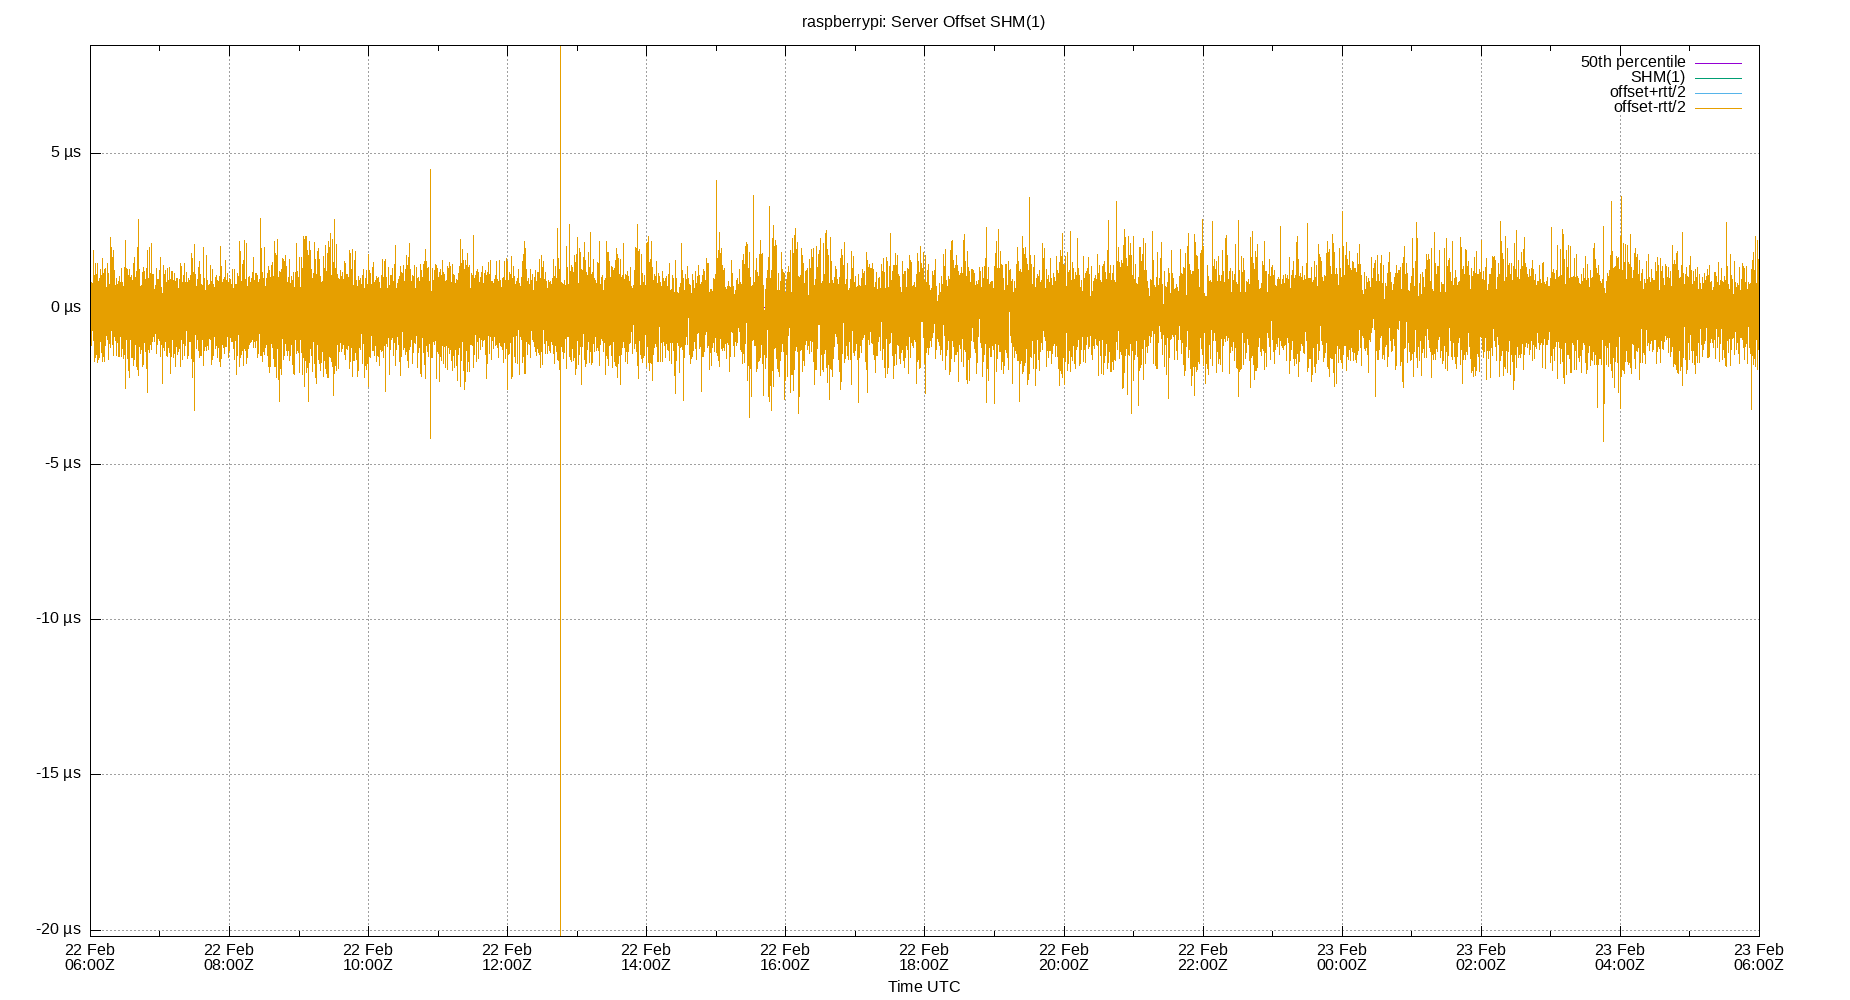 raspberrypi: Server Offset SHM(1)
50th percentile
SHM(1)
offset+rtt/2
offset-rtt/2
5 µs
0 µs
-5 µs
-10 µs
-15 µs
-20 µs
22 Feb 22 Feb 22 Feb 22 Feb 22 Feb 22 Feb 22 Feb 22 Feb 22 Feb 23 Feb 23 Feb 23 Feb 23 Feb
06:00Z 08:00Z 10:00Z 12:00Z 14:00Z 16:00Z 18:00Z 20:00Z 22:00Z 00:00Z 02:00Z 04:00Z 06:00Z
Time UTC